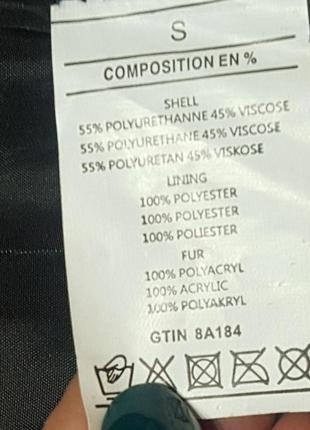 S
COMPOSITION EN %
SHELL
55% POLYURETHANNE 45% VISCOSE
55% POLYURETHANE 45% VISCOSE
55% POLYURETAN 45% VISKOSE
LINING
100% POLYESTER
100% POLYESTER
100% POLIESTER
FUR
100% POLYACRYL
100% ACRYLIC
100% POLYAKRYL
GTIN 8A184